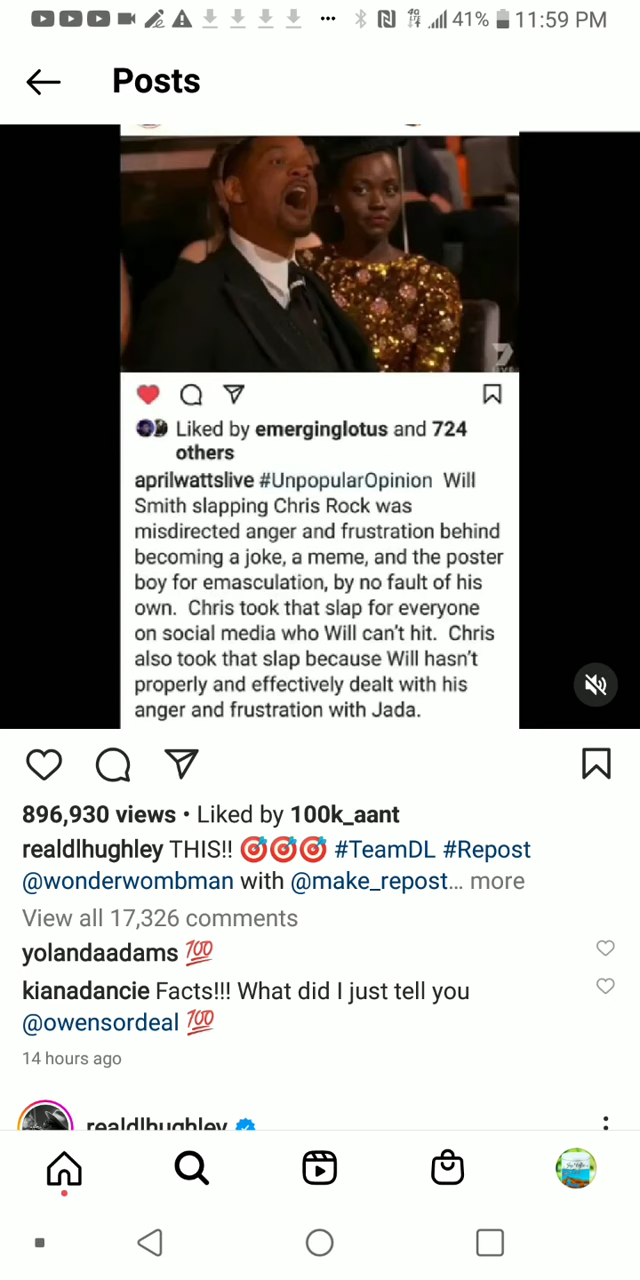 41% 11:59 PM
Posts
7
Liked by emerginglotus and 724
others
aprilwattslive #UnpopularOpinion Will
Smith slapping Chris Rock was
misdirected anger and frustration behind
becoming a joke, a meme, and the poster
boy for emasculation, by no fault of his
own. Chris took that slap for everyone
on social media who Will can't hit. Chris
also took that slap because Will hasn't
properly and effectively dealt with his
anger and frustration with Jada.
896,930 views • Liked by 100k_aant
realdlhughley THIS!! 🎯🎯🎯 #TeamDL #Repost
@wonderwombman with @make_repost... more
View all 17,326 comments
yolandaadams 💯
kianadancie Facts!!! What did I just tell you
@owensordeal 💯
14 hours ago
realdlhughley